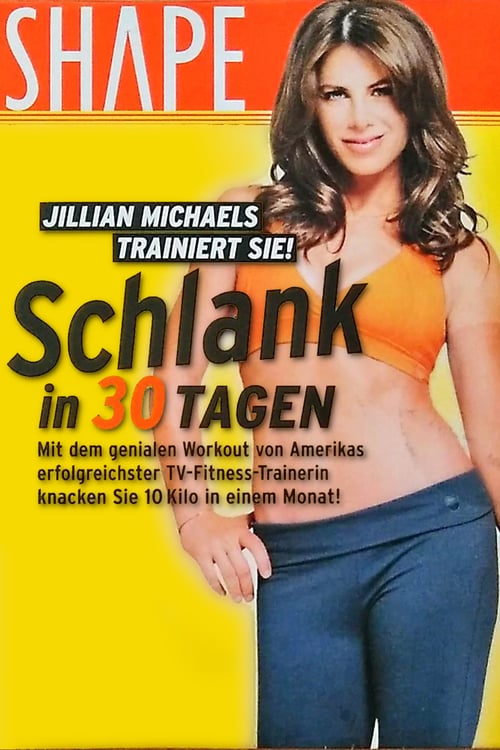 SHAPE
JILLIAN MICHAELS
TRAINIERT SIE!
Schlank
in 30 TAGEN
Mit dem genialen Workout von Amerikas
erfolgreichster TV-Fitness-Trainerin
knacken Sie 10 Kilo in einem Monat!